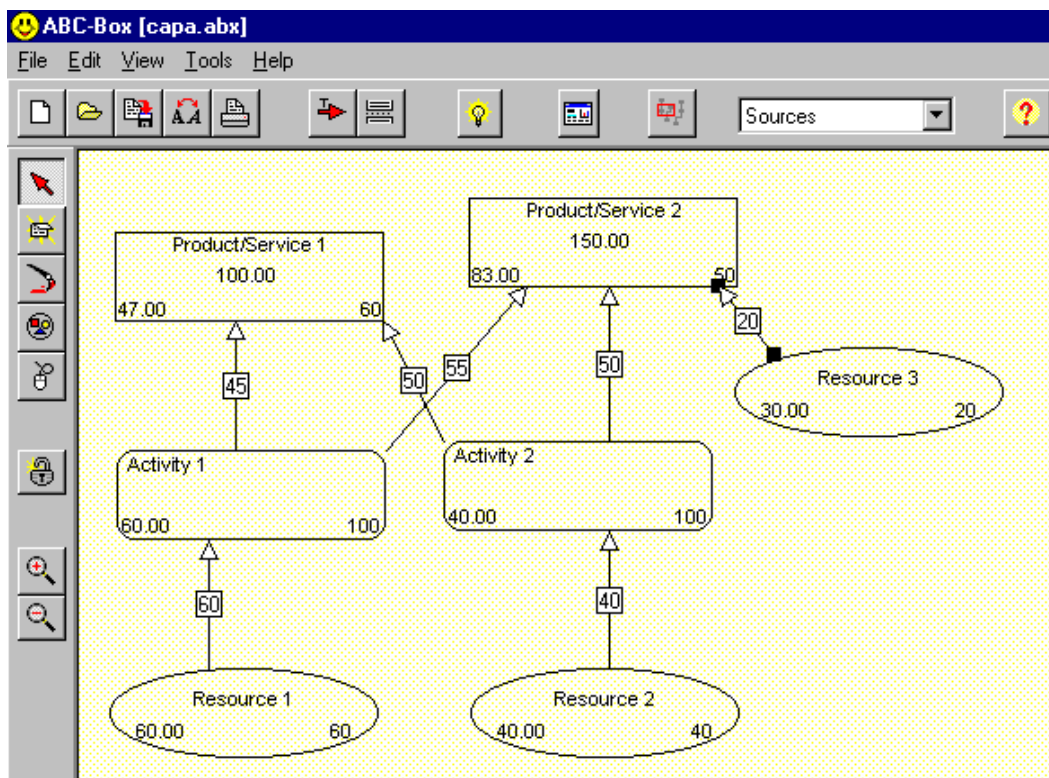 ABC-Box [capa.abx]
File Edit View Tools Help
Sources
?
Product/Service 1
100.00
47.00 60
Product/Service 2
150.00
83.00 50
45
50
55
50
20
Resource 3
30.00 20
Activity 1
60.00 100
Activity 2
40.00 100
60
40
Resource 1
60.00 60
Resource 2
40.00 40